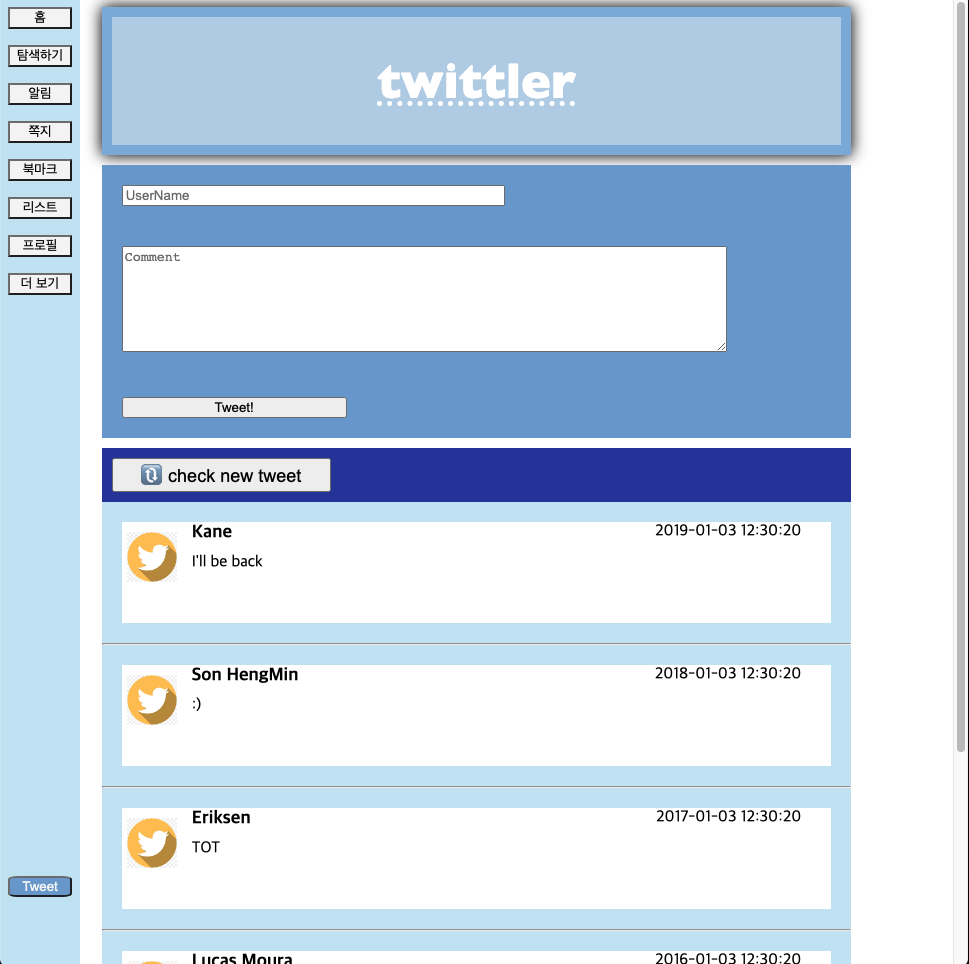 홈
탐색하기
알림
쪽지
북마크
리스트
프로필
더 보기
Tweet
twittler
UserName
Comment
Tweet!
check new tweet
Kane 2019-01-03 12:30:20
I'll be back
Son HengMin 2018-01-03 12:30:20
:)
Eriksen 2017-01-03 12:30:20
TOT
Lucas Moura 2016-01-03 12:30:20